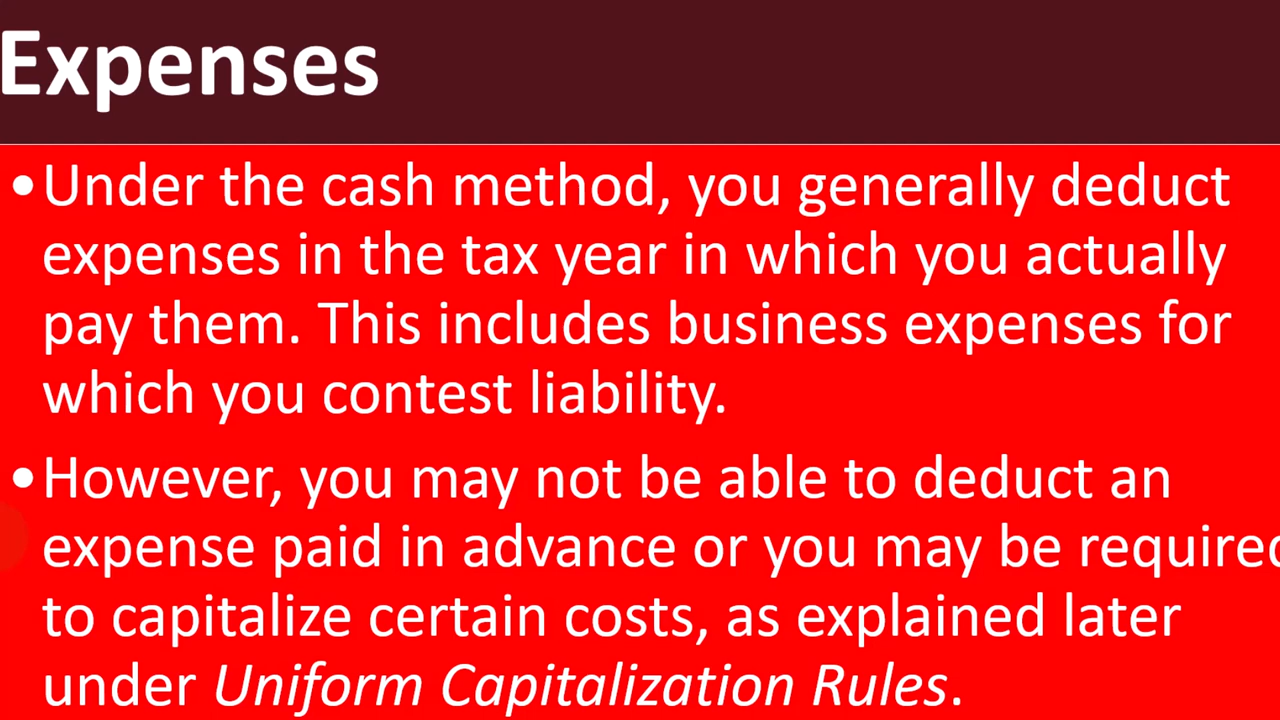 Expenses
•Under the cash method, you generally deduct
expenses in the tax year in which you actually
pay them. This includes business expenses for
which you contest liability.
•However, you may not be able to deduct an
expense paid in advance or you may be required
to capitalize certain costs, as explained later
under Uniform Capitalization Rules.